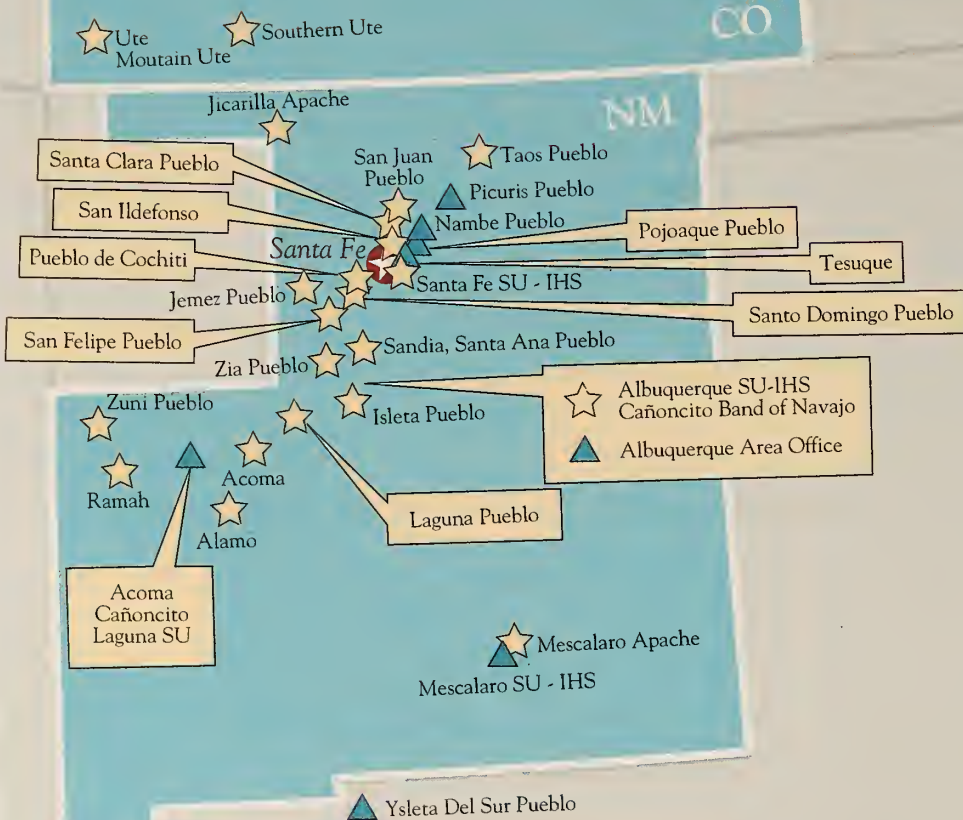 CO
Ute
Moutain Ute
Southern Ute
NM
Jicarilla Apache
Santa Clara Pueblo
San Juan
Pueblo
Taos Pueblo
Picuris Pueblo
San Ildefonso
Nambe Pueblo
Pojoaque Pueblo
Santa Fe
Pueblo de Cochiti
Tesuque
Santa Fe SU - IHS
Jemez Pueblo
Santo Domingo Pueblo
San Felipe Pueblo
Sandia, Santa Ana Pueblo
Zia Pueblo
Albuquerque SU-IHS
Cañoncito Band of Navajo
Albuquerque Area Office
Zuni Pueblo
Isleta Pueblo
Ramah
Acoma
Laguna Pueblo
Alamo
Acoma
Cañoncito
Laguna SU
Mescalaro Apache
Mescalaro SU - IHS
Ysleta Del Sur Pueblo